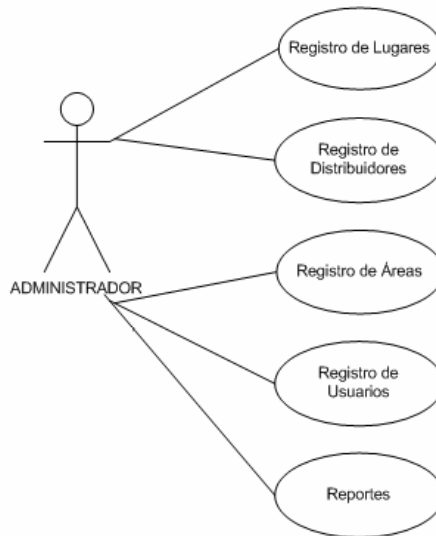 Registro de Lugares
Registro de
Distribuidores
Registro de Áreas
ADMINISTRADOR
Registro de
Usuarios
Reportes